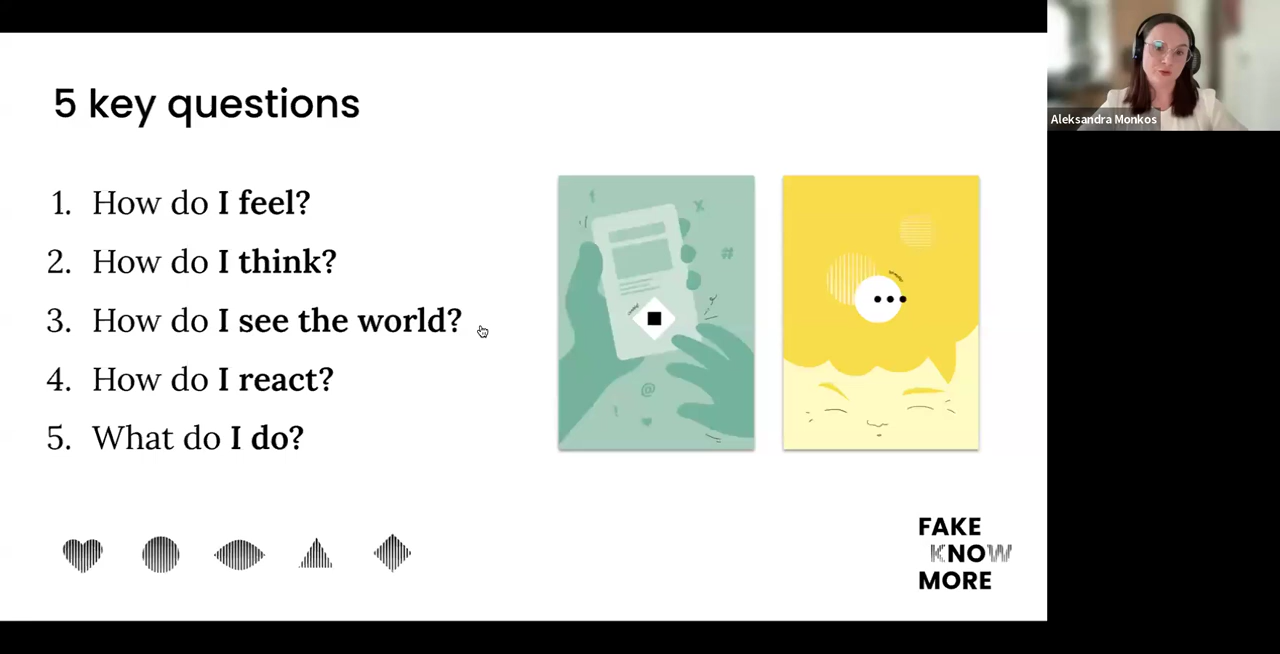 5 key questions
1. How do I feel?
2. How do I think?
3. How do I see the world?
4. How do I react?
5. What do I do?
FAKE
KNOW
MORE
Aleksandra Monkos